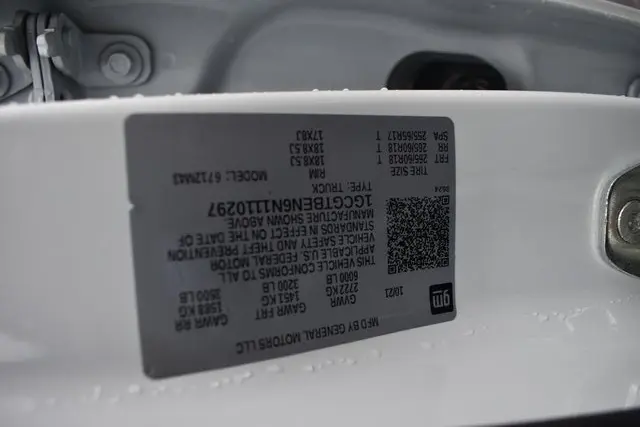 MFD BY GENERAL MOTORS LLC
gm
10/21
GVWR GAWR FRT GAWR RR
2722 KG 1451 KG 1588 KG
6000 LB 3200 LB 3500 LB
THIS VEHICLE CONFORMS TO ALL
APPLICABLE U.S. FEDERAL MOTOR
VEHICLE SAFETY AND THEFT PREVENTION
STANDARDS IN EFFECT ON THE DATE OF
MANUFACTURE SHOWN ABOVE.
1GCGTBEN6N1110297
TYPE: TRUCK
MODEL: 6712M43
TIRE SIZE RIM
FRT 265/60R18 T 18X8.5J
RR 265/60R18 T 18X8.5J
SPA 255/65R17 T 17X8J